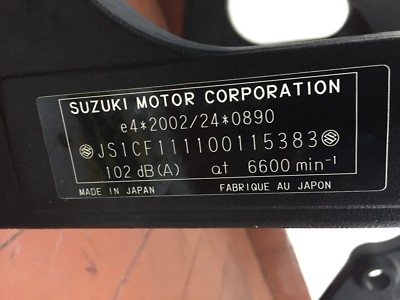 SUZUKI MOTOR CORPORATION
e4*2002/24*0890
JS1CF111100115383
102 dB(A) at 6600 min-1
MADE IN JAPAN FABRIQUE AU JAPON